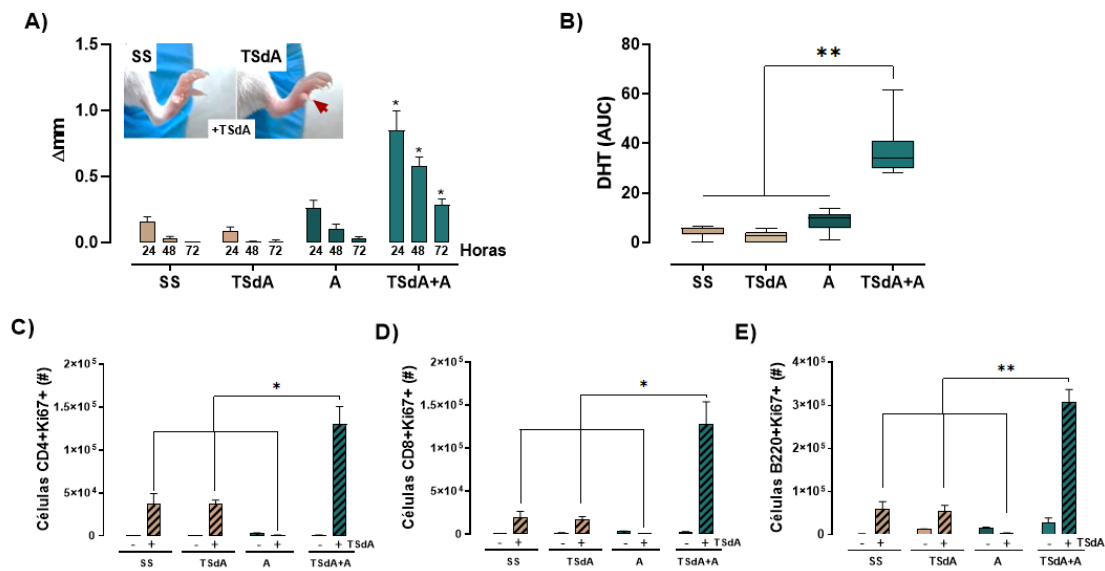 A)
Δmm
1.5
1.0
0.5
0.0
SS
TSdA
+TSdA
* * *
24 48 72 24 48 72 24 48 72 24 48 72 Horas
SS TSdA A TSdA+A
B)
DHT (AUC)
80
60
40
20
0
**
SS TSdA A TSdA+A
C)
Células CD4+Ki67+ (#)
2×10⁵
1.5×10⁵
1×10⁵
5×10⁴
0
*
- + - + - + - + TSdA
SS TSdA A TSdA+A
D)
Células CD8+Ki67+ (#)
2×10⁵
1.5×10⁵
1×10⁵
5×10⁴
0
*
- + - + - + - + TSdA
SS TSdA A TSdA+A
E)
Células B220+Ki67+ (#)
4×10⁵
3×10⁵
2×10⁵
1×10⁵
0
**
- + - + - + - + TSdA
SS TSdA A TSdA+A